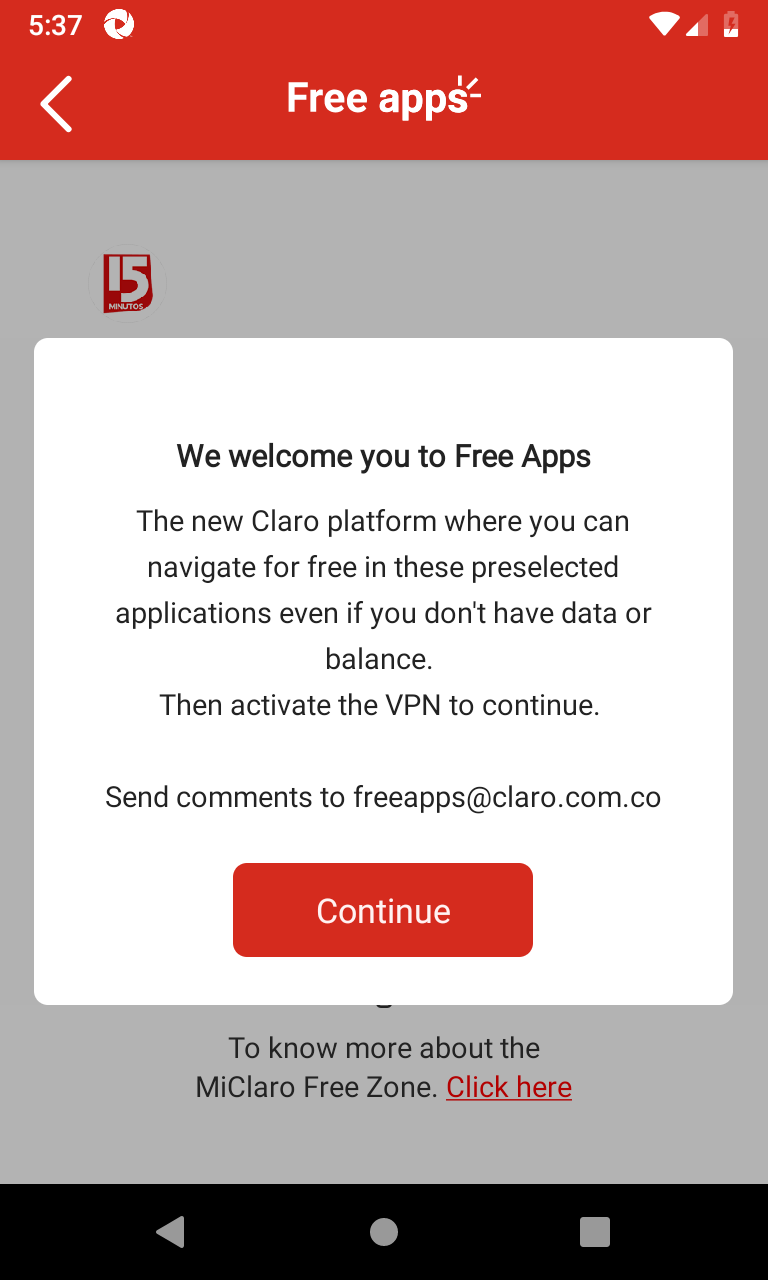 5:37
Free apps
15
MINUTOS
We welcome you to Free Apps
The new Claro platform where you can
navigate for free in these preselected
applications even if you don't have data or
balance.
Then activate the VPN to continue.
Send comments to freeapps@claro.com.co
Continue
To know more about the
MiClaro Free Zone. Click here